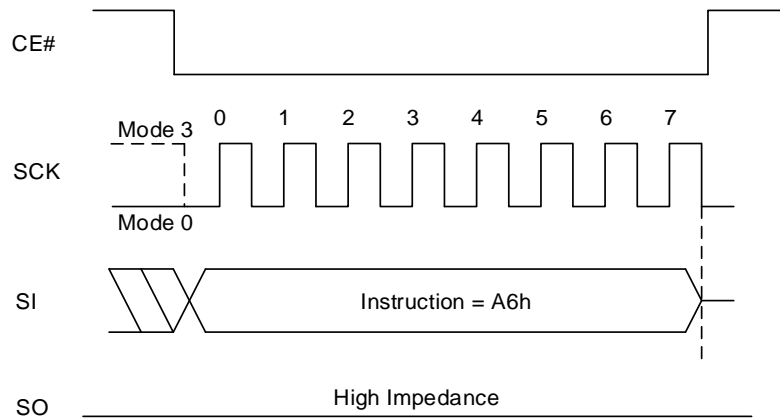 CE#
Mode 3
0 1 2 3 4 5 6 7
SCK
Mode 0
SI
Instruction = A6h
SO
High Impedance